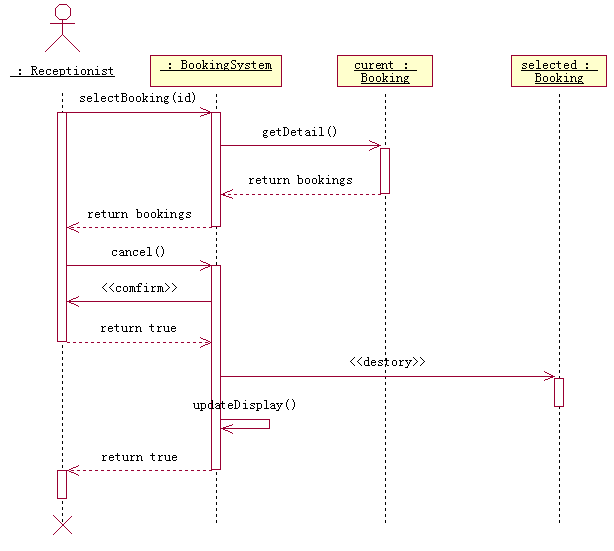 : Receptionist
: BookingSystem
curent :
Booking
selected :
Booking
selectBooking(id)
getDetail()
return bookings
return bookings
cancel()
<<comfirm>>
return true
<<destory>>
updateDisplay()
return true